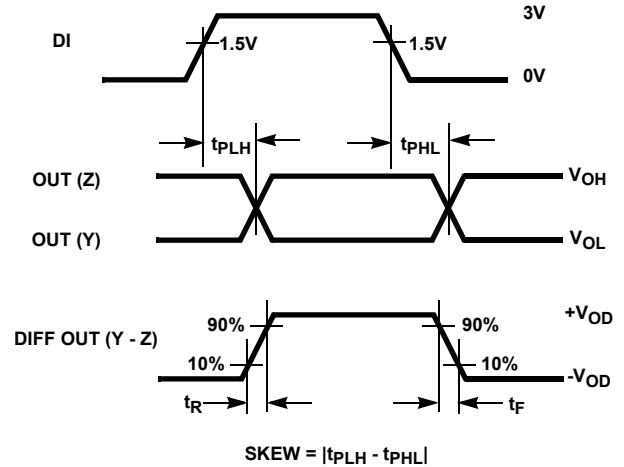 3V
DI
1.5V
1.5V
0V
tPLH
tPHL
OUT (Z)
VOH
OUT (Y)
VOL
+VOD
90%
90%
DIFF OUT (Y - Z)
10%
10%
-VOD
tR
tF
SKEW = |tPLH - tPHL|